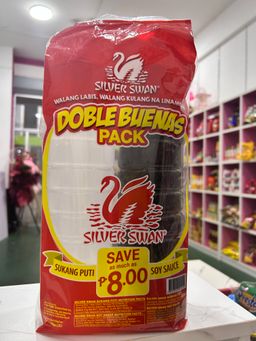 SILVER SWAN
WALANG LABIS, WALANG KULANG NA LINAMNAM
DOBLE BUENAS
PACK
SILVER SWAN
SAVE
as much as
₱8.00
SUKANG PUTI
SOY SAUCE